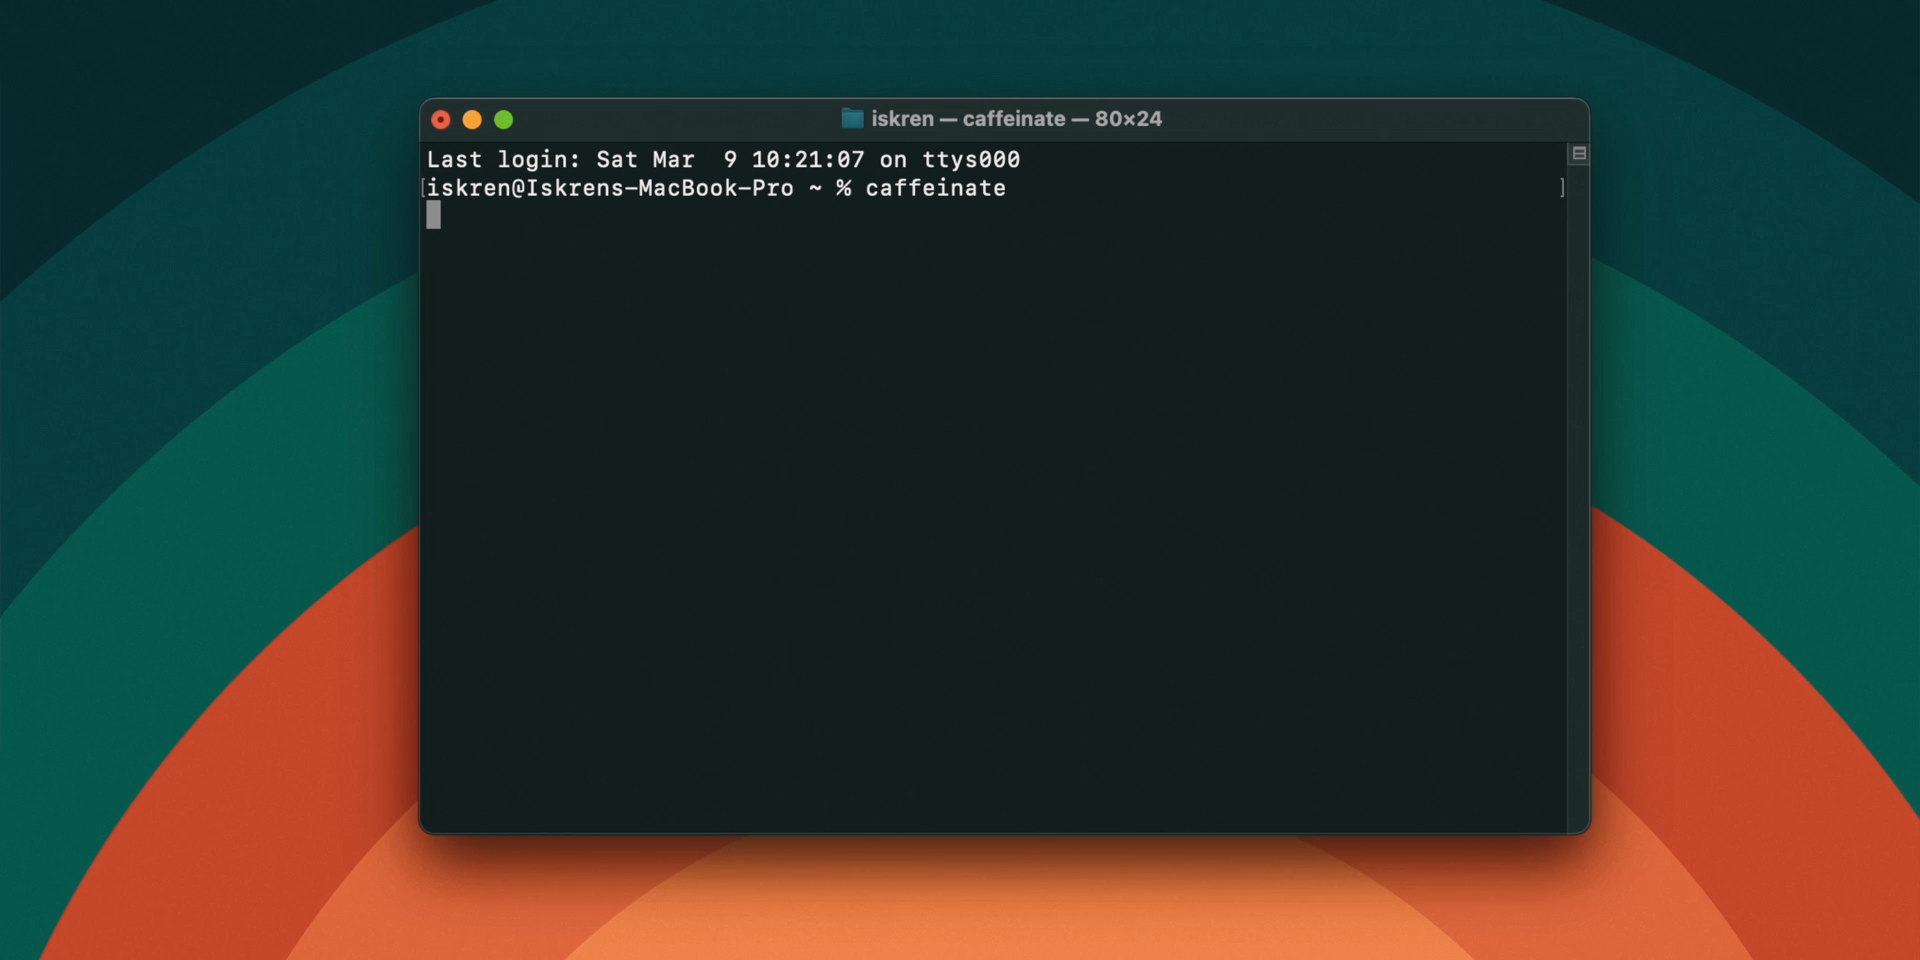 iskren — caffeinate — 80×24
Last login: Sat Mar  9 10:21:07 on ttys000
[iskren@Iskrens-MacBook-Pro ~ % caffeinate ]